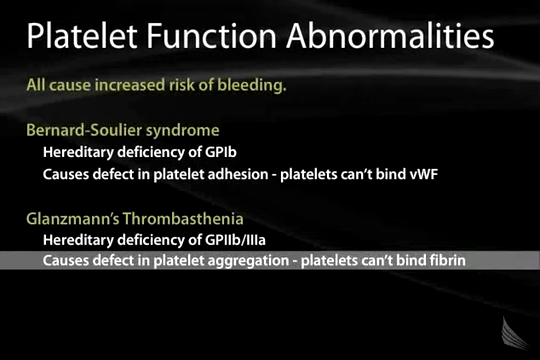 Platelet Function Abnormalities
All cause increased risk of bleeding.
Bernard-Soulier syndrome
Hereditary deficiency of GPIb
Causes defect in platelet adhesion - platelets can't bind vWF
Glanzmann's Thrombasthenia
Hereditary deficiency of GPIIb/IIIa
Causes defect in platelet aggregation - platelets can't bind fibrin